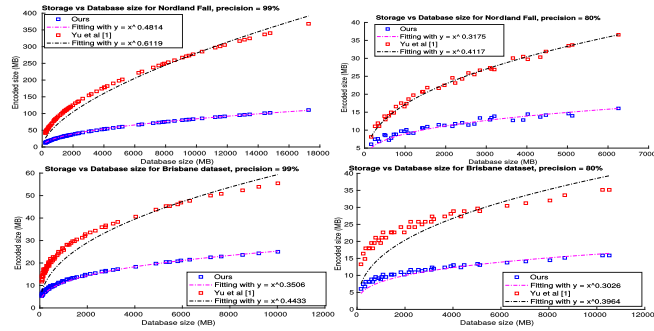 Storage vs Database size for Nordland Fall, precision = 99%
Encoded size (MB)
400
350
300
250
200
150
100
50
0
Ours
Fitting with y = x^ 0.4814
Yu et al [1]
Fitting with y = x^0.6119
0 2000 4000 6000 8000 10000 12000 14000 16000 18000
Database size (MB)
Storage vs Database size for Nordland Fall, precision = 80%
Encoded size (MB)
40
30
20
10
0
Ours
Fitting with y = x^ 0.3175
Yu et al [1]
Fitting with y = x^0.4117
0 1000 2000 3000 4000 5000 6000 7000
Database size (MB)
Storage vs Database size for Brisbane dataset, precision = 99%
Encoded size (MB)
60
50
40
30
20
10
0
Ours
Fitting with y = x^ 0.3506
Yu et al [1]
Fitting with y = x^0.4433
0 2000 4000 6000 8000 10000 12000
Database size (MB)
Storage vs Database size for Brisbane dataset, precision = 80%
Encoded size (MB)
40
35
30
25
20
15
10
5
0
Ours
Fitting with y = x^0.3026
Yu et al [1]
Fitting with y = x^0.3964
0 2000 4000 6000 8000 10000 12000
Database size (MB)